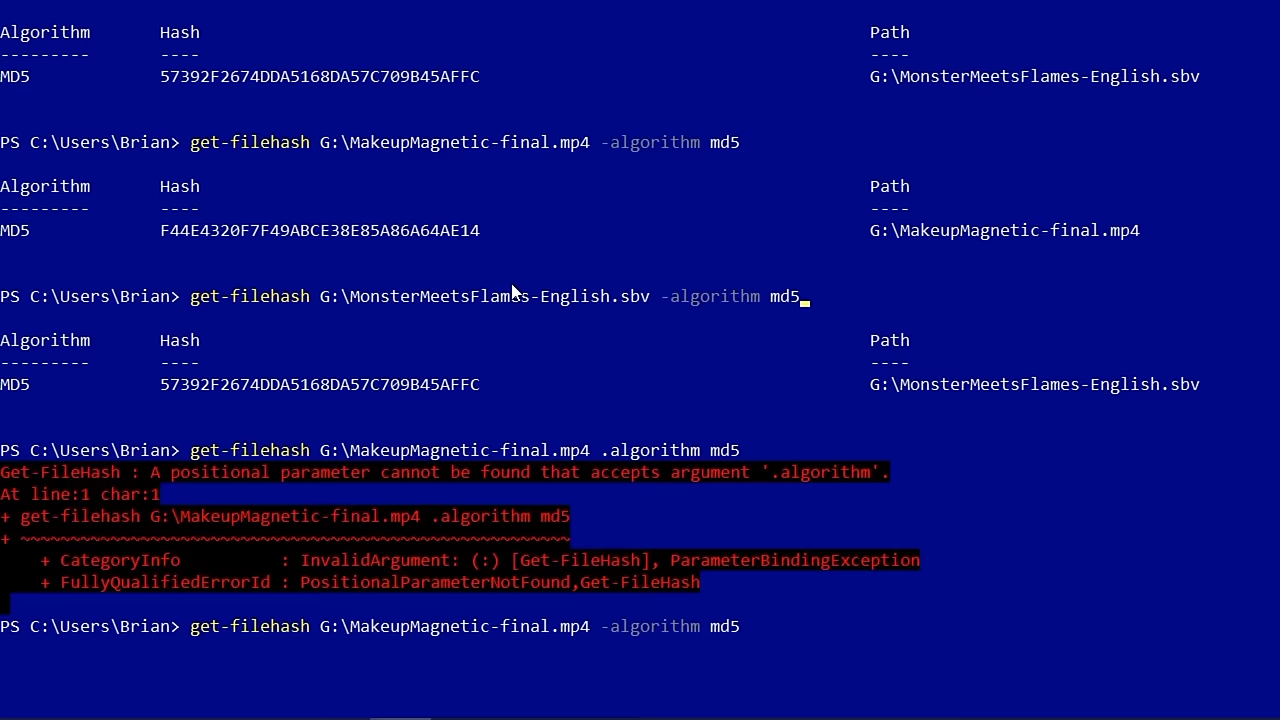 Algorithm Hash Path
--------- ---- ----
MD5 57392F2674DDA5168DA57C709B45AFFC G:\MonsterMeetsFlames-English.sbv
PS C:\Users\Brian> get-filehash G:\MakeupMagnetic-final.mp4 -algorithm md5
Algorithm Hash Path
--------- ---- ----
MD5 F44E4320F7F49ABCE38E85A86A64AE14 G:\MakeupMagnetic-final.mp4
PS C:\Users\Brian> get-filehash G:\MonsterMeetsFlames-English.sbv -algorithm md5
Algorithm Hash Path
--------- ---- ----
MD5 57392F2674DDA5168DA57C709B45AFFC G:\MonsterMeetsFlames-English.sbv
PS C:\Users\Brian> get-filehash G:\MakeupMagnetic-final.mp4 .algorithm md5
Get-FileHash : A positional parameter cannot be found that accepts argument '.algorithm'.
At line:1 char:1
+ get-filehash G:\MakeupMagnetic-final.mp4 .algorithm md5
+ ~~~~~~~~~~~~~~~~~~~~~~~~~~~~~~~~~~~~~~~~~~~~~~~~~~~~~~~
+ CategoryInfo : InvalidArgument: (:) [Get-FileHash], ParameterBindingException
+ FullyQualifiedErrorId : PositionalParameterNotFound,Get-FileHash
PS C:\Users\Brian> get-filehash G:\MakeupMagnetic-final.mp4 -algorithm md5